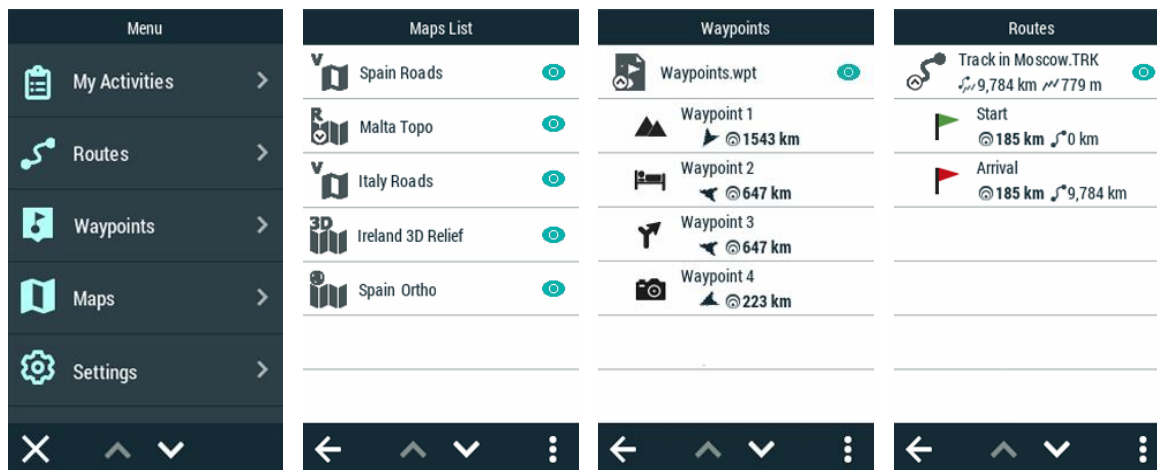 Menu
My Activities
Routes
Waypoints
Maps
Settings
Maps List
V
Spain Roads
R
Malta Topo
V
Italy Roads
3D
Ireland 3D Relief
Spain Ortho
Waypoints
Waypoints.wpt
Waypoint 1
1543 km
Waypoint 2
647 km
Waypoint 3
647 km
Waypoint 4
223 km
Routes
Track in Moscow.TRK
9,784 km 779 m
Start
185 km 0 km
Arrival
185 km 9,784 km